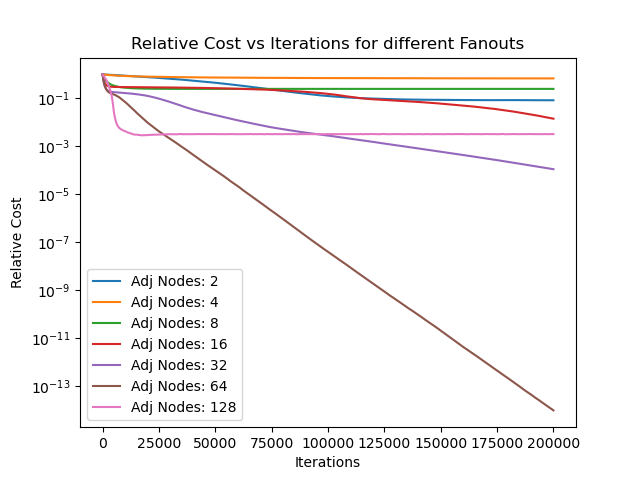 Relative Cost vs Iterations for different Fanouts
Relative Cost
10⁻¹
10⁻³
10⁻⁵
10⁻⁷
10⁻⁹
10⁻¹¹
10⁻¹³
Adj Nodes: 2
Adj Nodes: 4
Adj Nodes: 8
Adj Nodes: 16
Adj Nodes: 32
Adj Nodes: 64
Adj Nodes: 128
0 25000 50000 75000 100000 125000 150000 175000 200000
Iterations